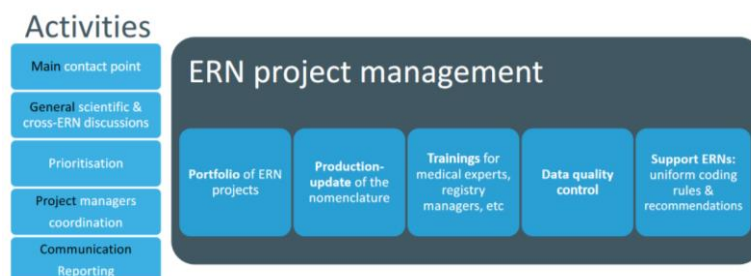 Activities
Main contact point
General scientific &
cross-ERN discussions
Prioritisation
Project managers
coordination
Communication
Reporting
ERN project management
Portfolio of ERN
projects
Production-
update of the
nomenclature
Trainings for
medical experts,
registry
managers, etc
Data quality
control
Support ERNs:
uniform coding
rules &
recommendations